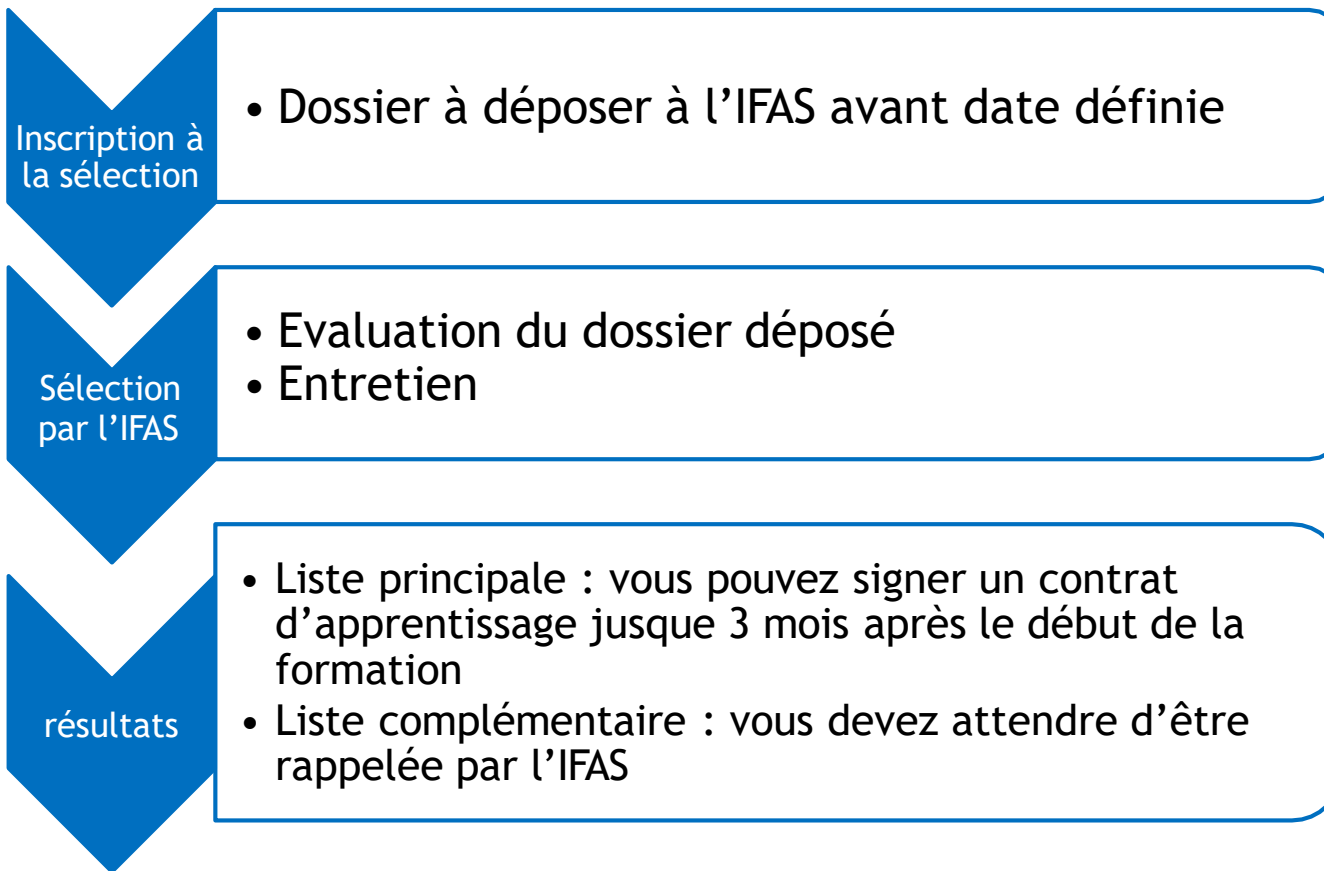 Inscription à
la sélection
• Dossier à déposer à l’IFAS avant date définie
Sélection
par l’IFAS
• Evaluation du dossier déposé
• Entretien
résultats
• Liste principale : vous pouvez signer un contrat
d’apprentissage jusque 3 mois après le début de la
formation
• Liste complémentaire : vous devez attendre d’être
rappelée par l’IFAS